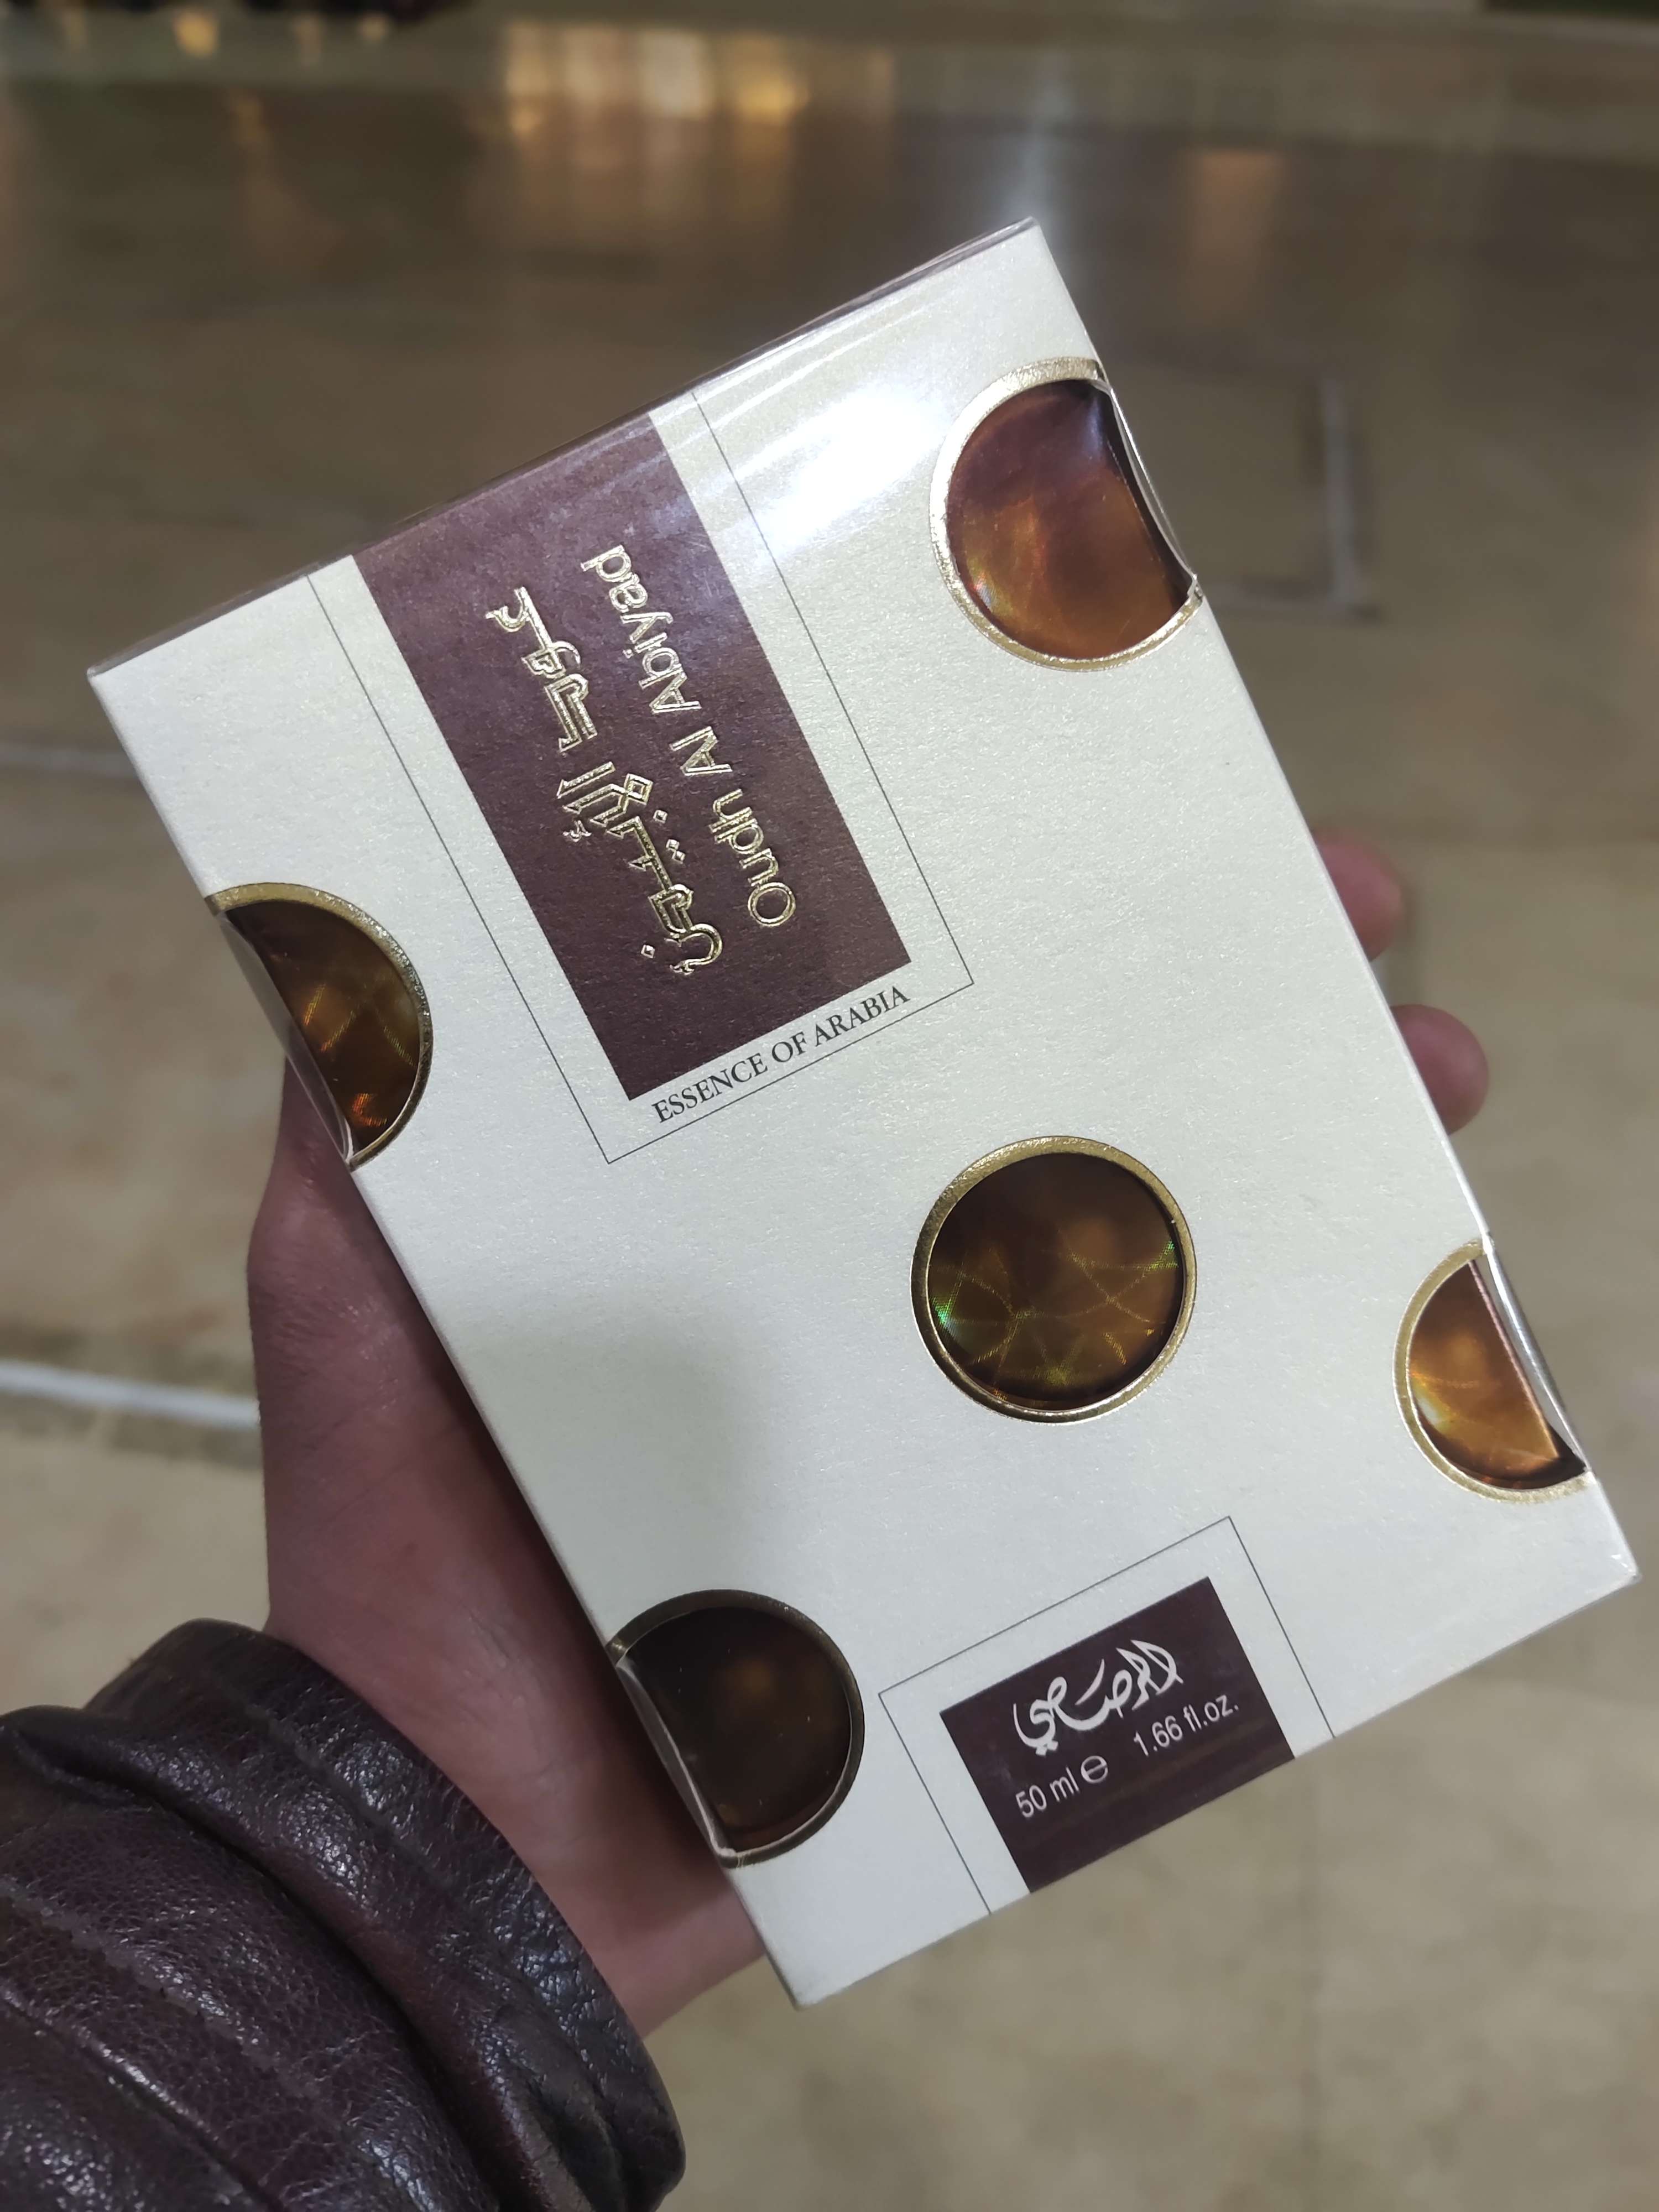 عود الأبيض
Oudh Al Abiyad
ESSENCE OF ARABIA
الرصاصي
50 ml ℮ 1.66 fl.oz.